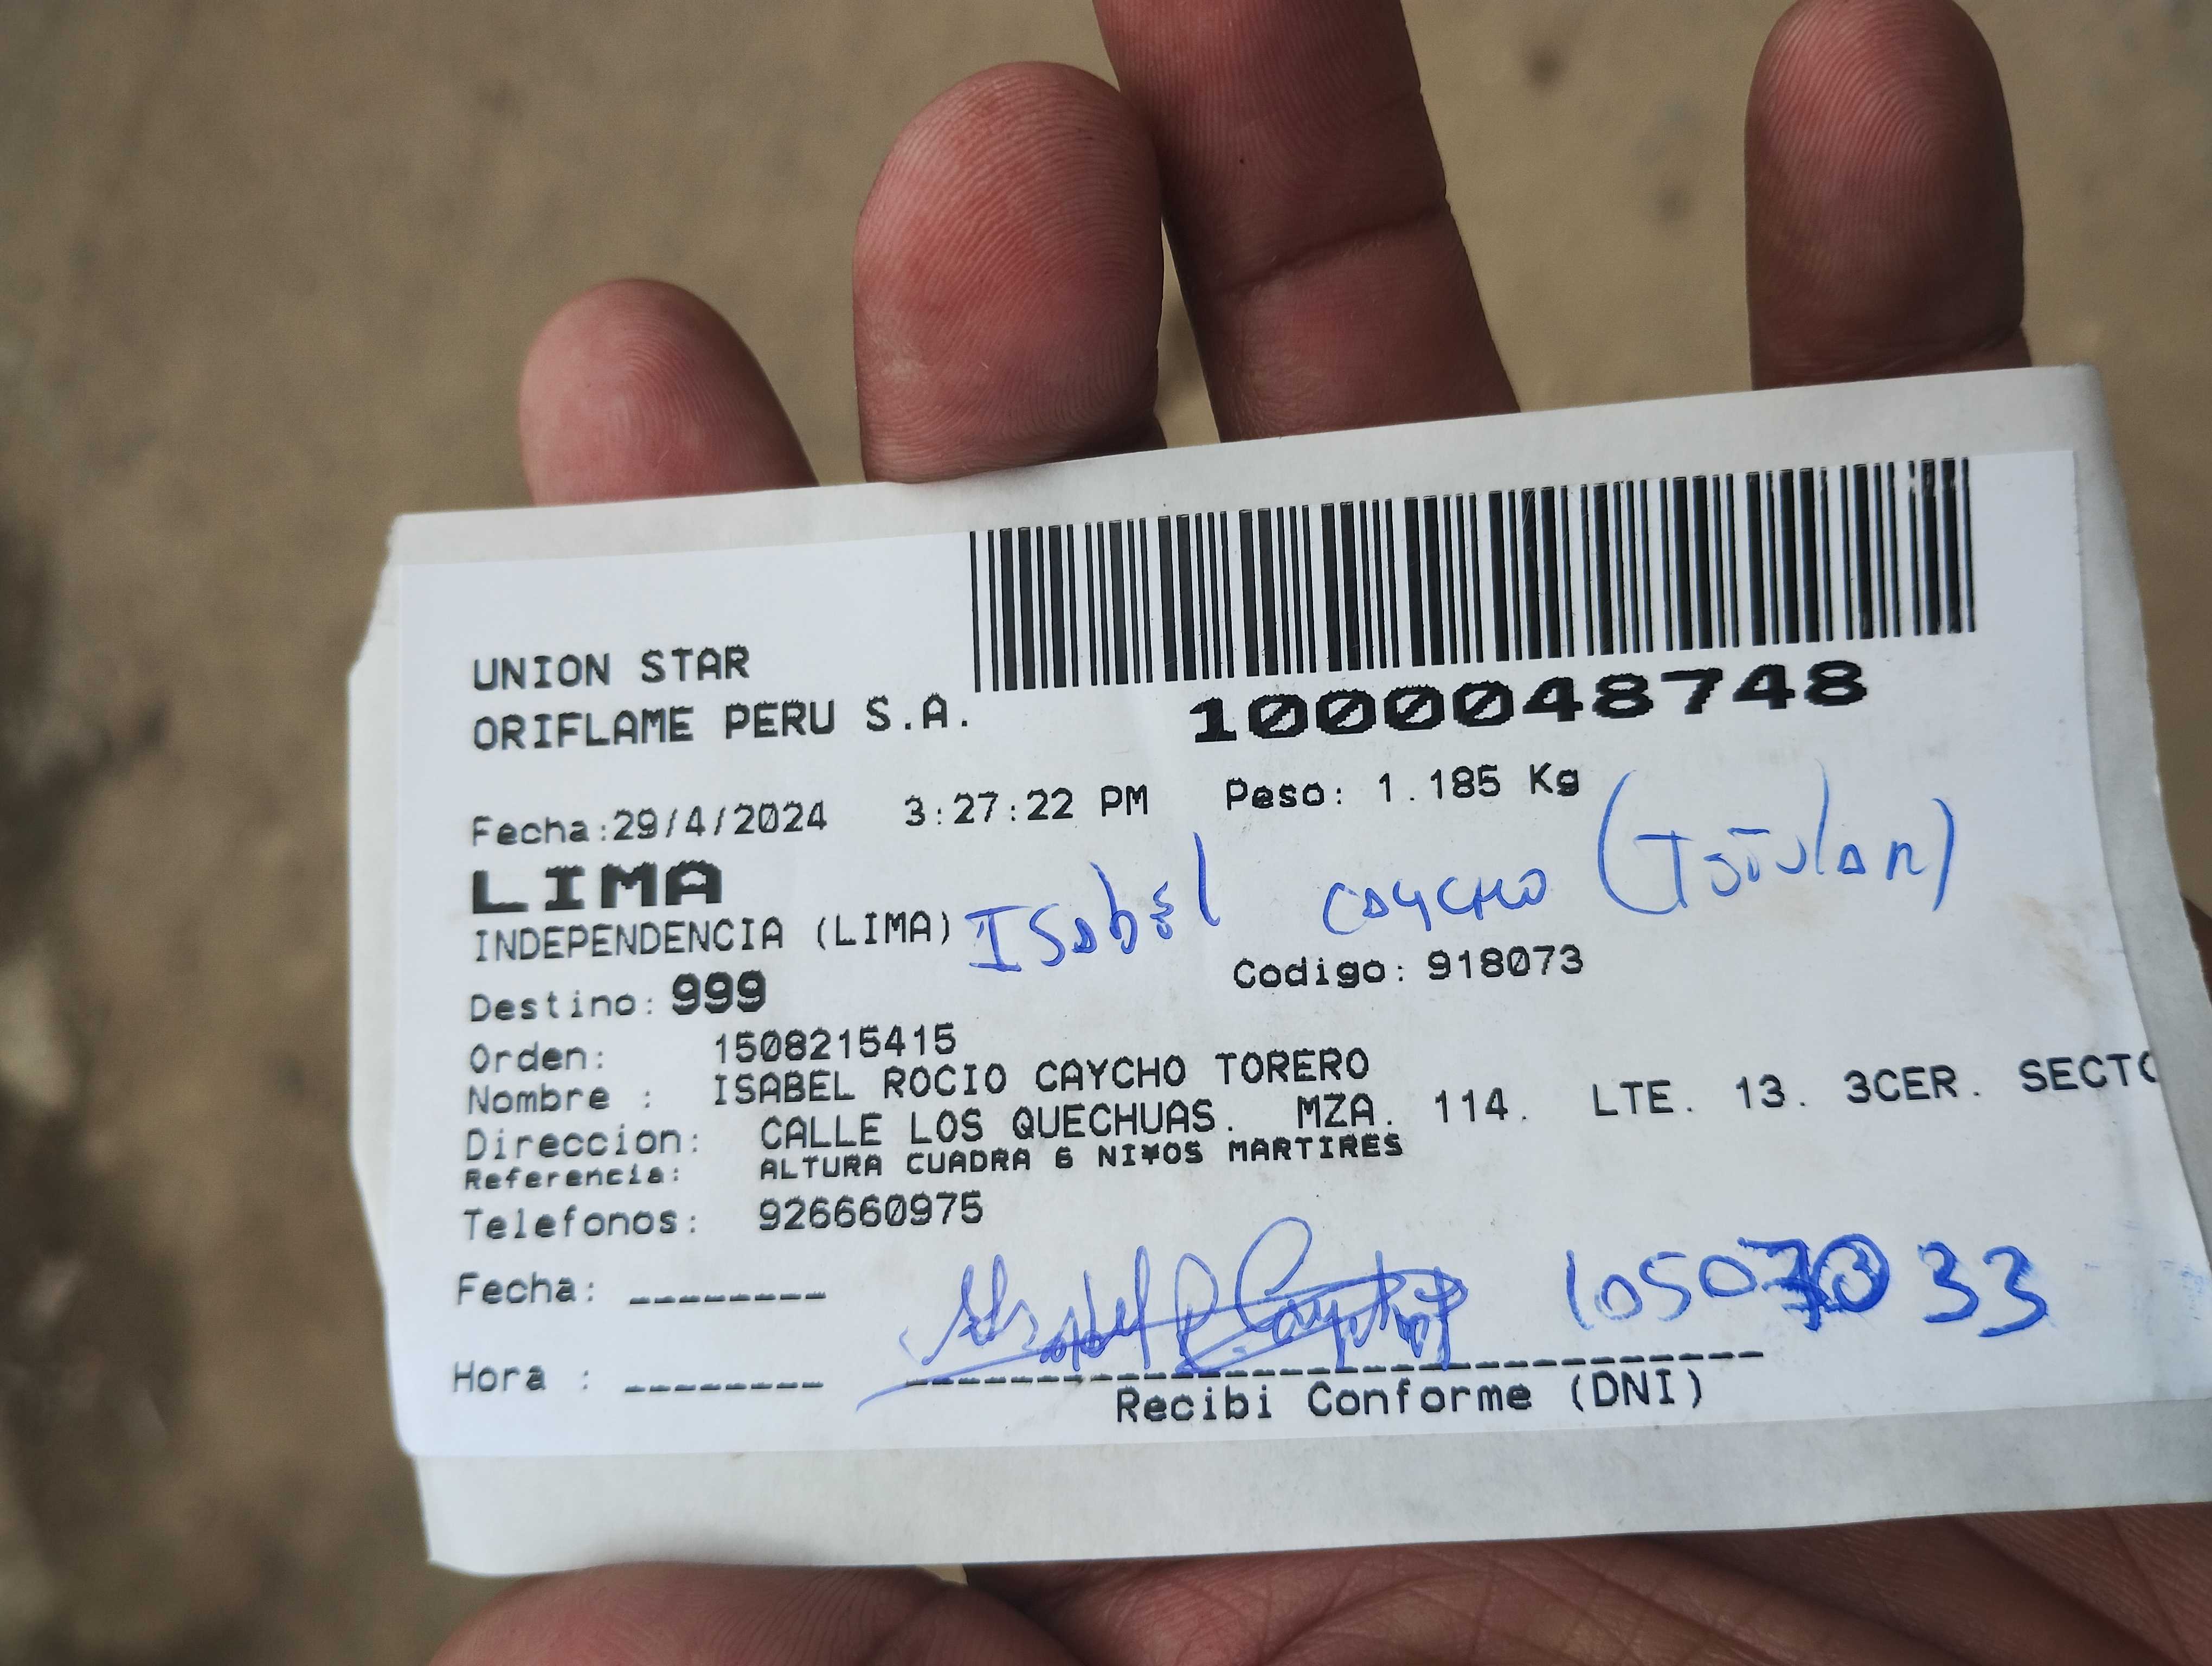 UNION STAR
ORIFLAME PERU S.A.
1000048748
Fecha:29/4/2024 3:27:22 PM Peso: 1.185 Kg
LIMA
Isabel Caycho (Titular)
INDEPENDENCIA (LIMA)
Codigo: 918073
Destino: 999
Orden: 1508215415
Nombre : ISABEL ROCIO CAYCHO TORERO
Direccion: CALLE LOS QUECHUAS. MZA. 114. LTE. 13. 3CER. SECTO
Referencia: ALTURA CUADRA 6 NI¥OS MARTIRES
Telefonos: 926660975
Fecha: --------
Hora : --------
Recibi Conforme (DNI)